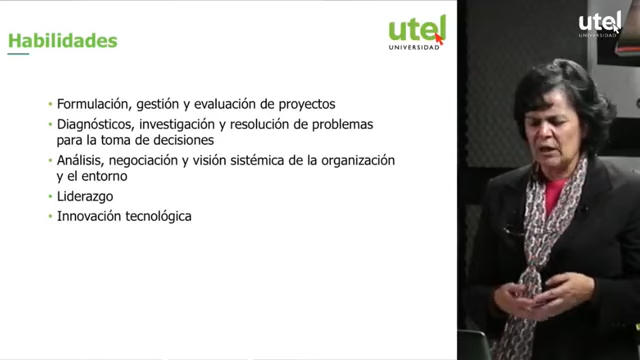 Habilidades
utel
UNIVERSIDAD
• Formulación, gestión y evaluación de proyectos
• Diagnósticos, investigación y resolución de problemas
para la toma de decisiones
• Análisis, negociación y visión sistémica de la organización
y el entorno
• Liderazgo
• Innovación tecnológica
utel
UNIVERSIDAD